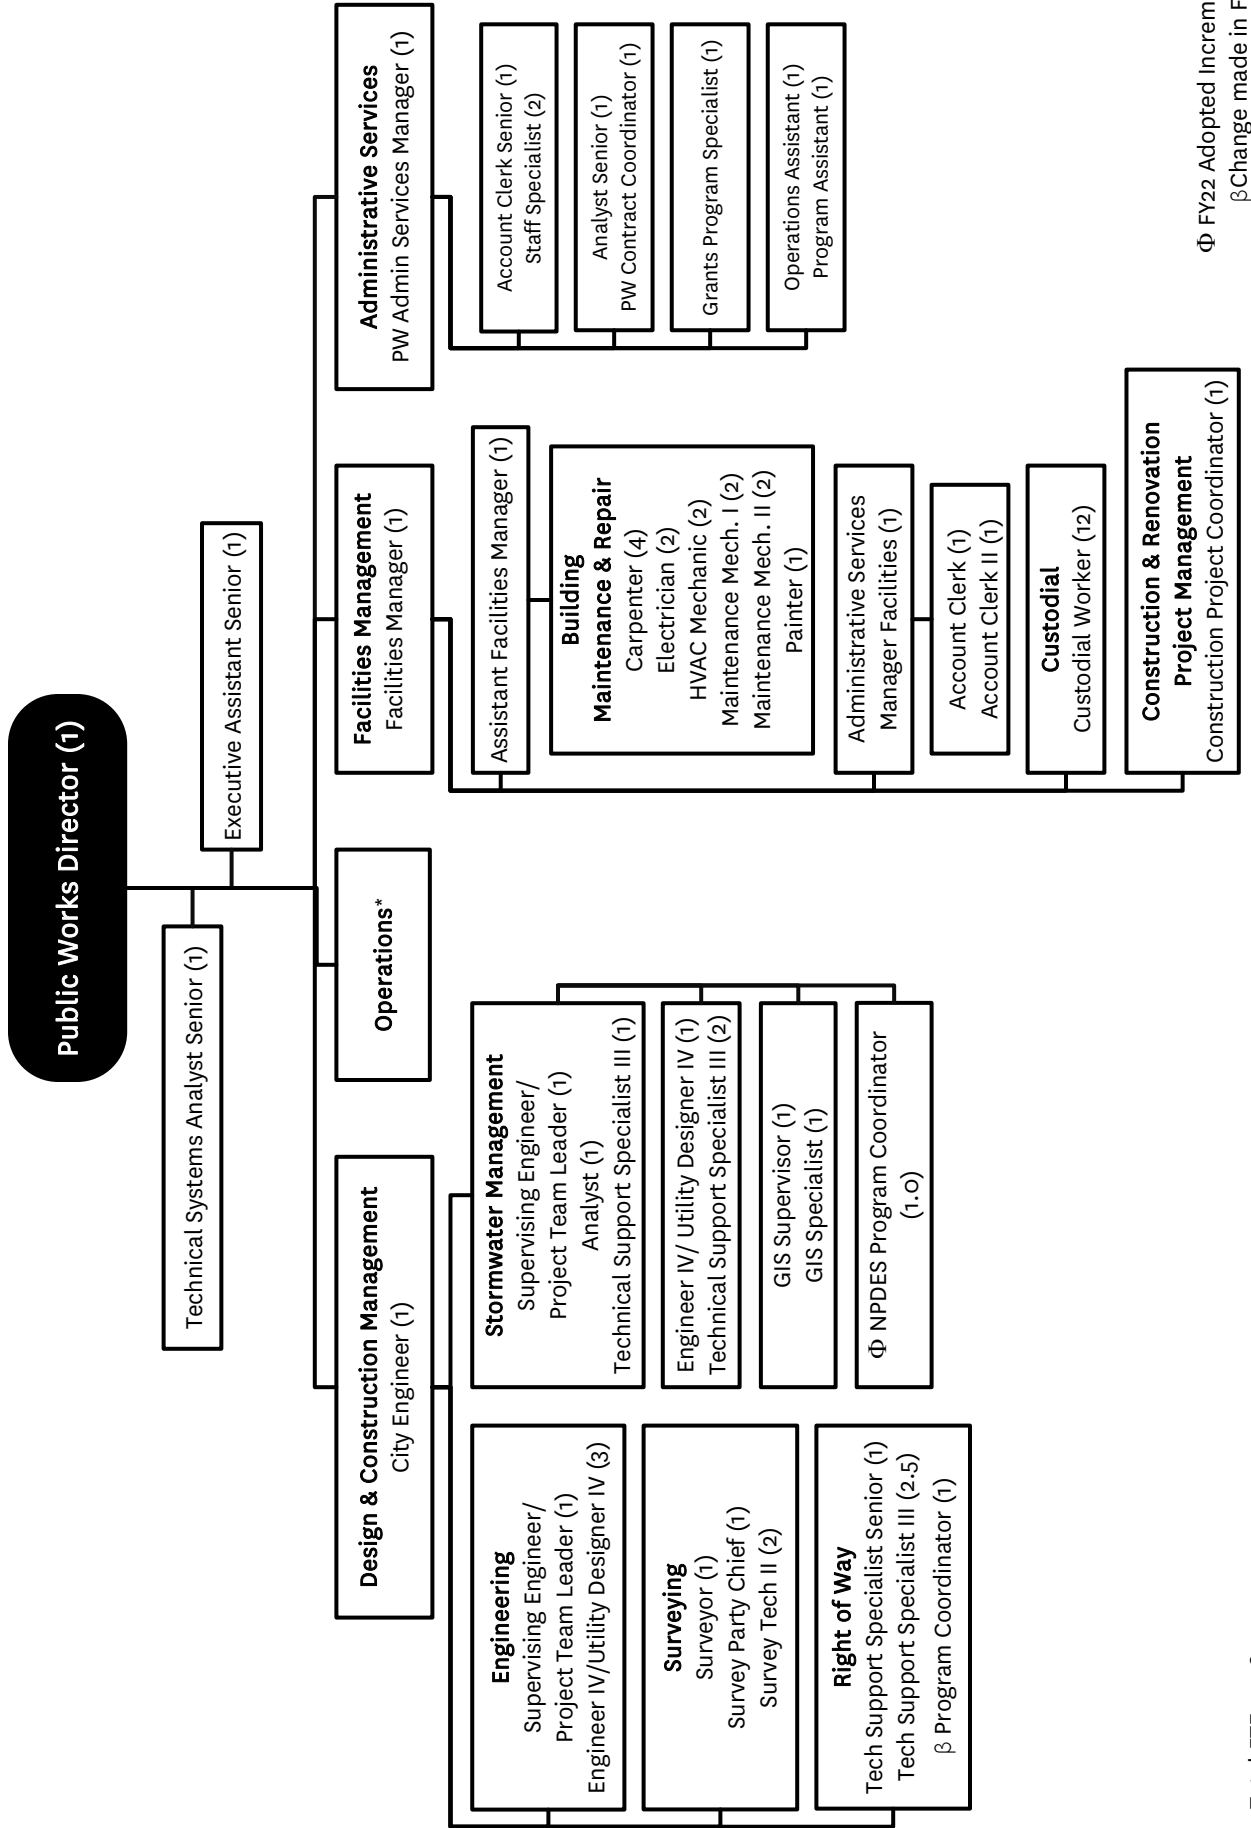 Public Works Director (1)
Technical Systems Analyst Senior (1)
Executive Assistant Senior (1)
Design & Construction Management
City Engineer (1)
Operations*
Facilities Management
Facilities Manager (1)
Administrative Services
PW Admin Services Manager (1)
Engineering
Supervising Engineer/
Project Team Leader (1)
Engineer IV/Utility Designer IV (3)
Surveying
Surveyor (1)
Survey Party Chief (1)
Survey Tech II (2)
Right of Way
Tech Support Specialist Senior (1)
Tech Support Specialist III (2.5)
β Program Coordinator (1)
Stormwater Management
Supervising Engineer/
Project Team Leader (1)
Analyst (1)
Technical Support Specialist III (1)
Engineer IV/ Utility Designer IV (1)
Technical Support Specialist III (2)
GIS Supervisor (1)
GIS Specialist (1)
Φ NPDES Program Coordinator
(1.0)
Assistant Facilities Manager (1)
Building
Maintenance & Repair
Carpenter (4)
Electrician (2)
HVAC Mechanic (2)
Maintenance Mech. I (2)
Maintenance Mech. II (2)
Painter (1)
Administrative Services
Manager Facilities (1)
Account Clerk (1)
Account Clerk II (1)
Custodial
Custodial Worker (12)
Construction & Renovation
Project Management
Construction Project Coordinator (1)
Account Clerk Senior (1)
Staff Specialist (2)
Analyst Senior (1)
PW Contract Coordinator (1)
Grants Program Specialist (1)
Operations Assistant (1)
Program Assistant (1)
Φ FY22 Adopted Increm
βChange made in F